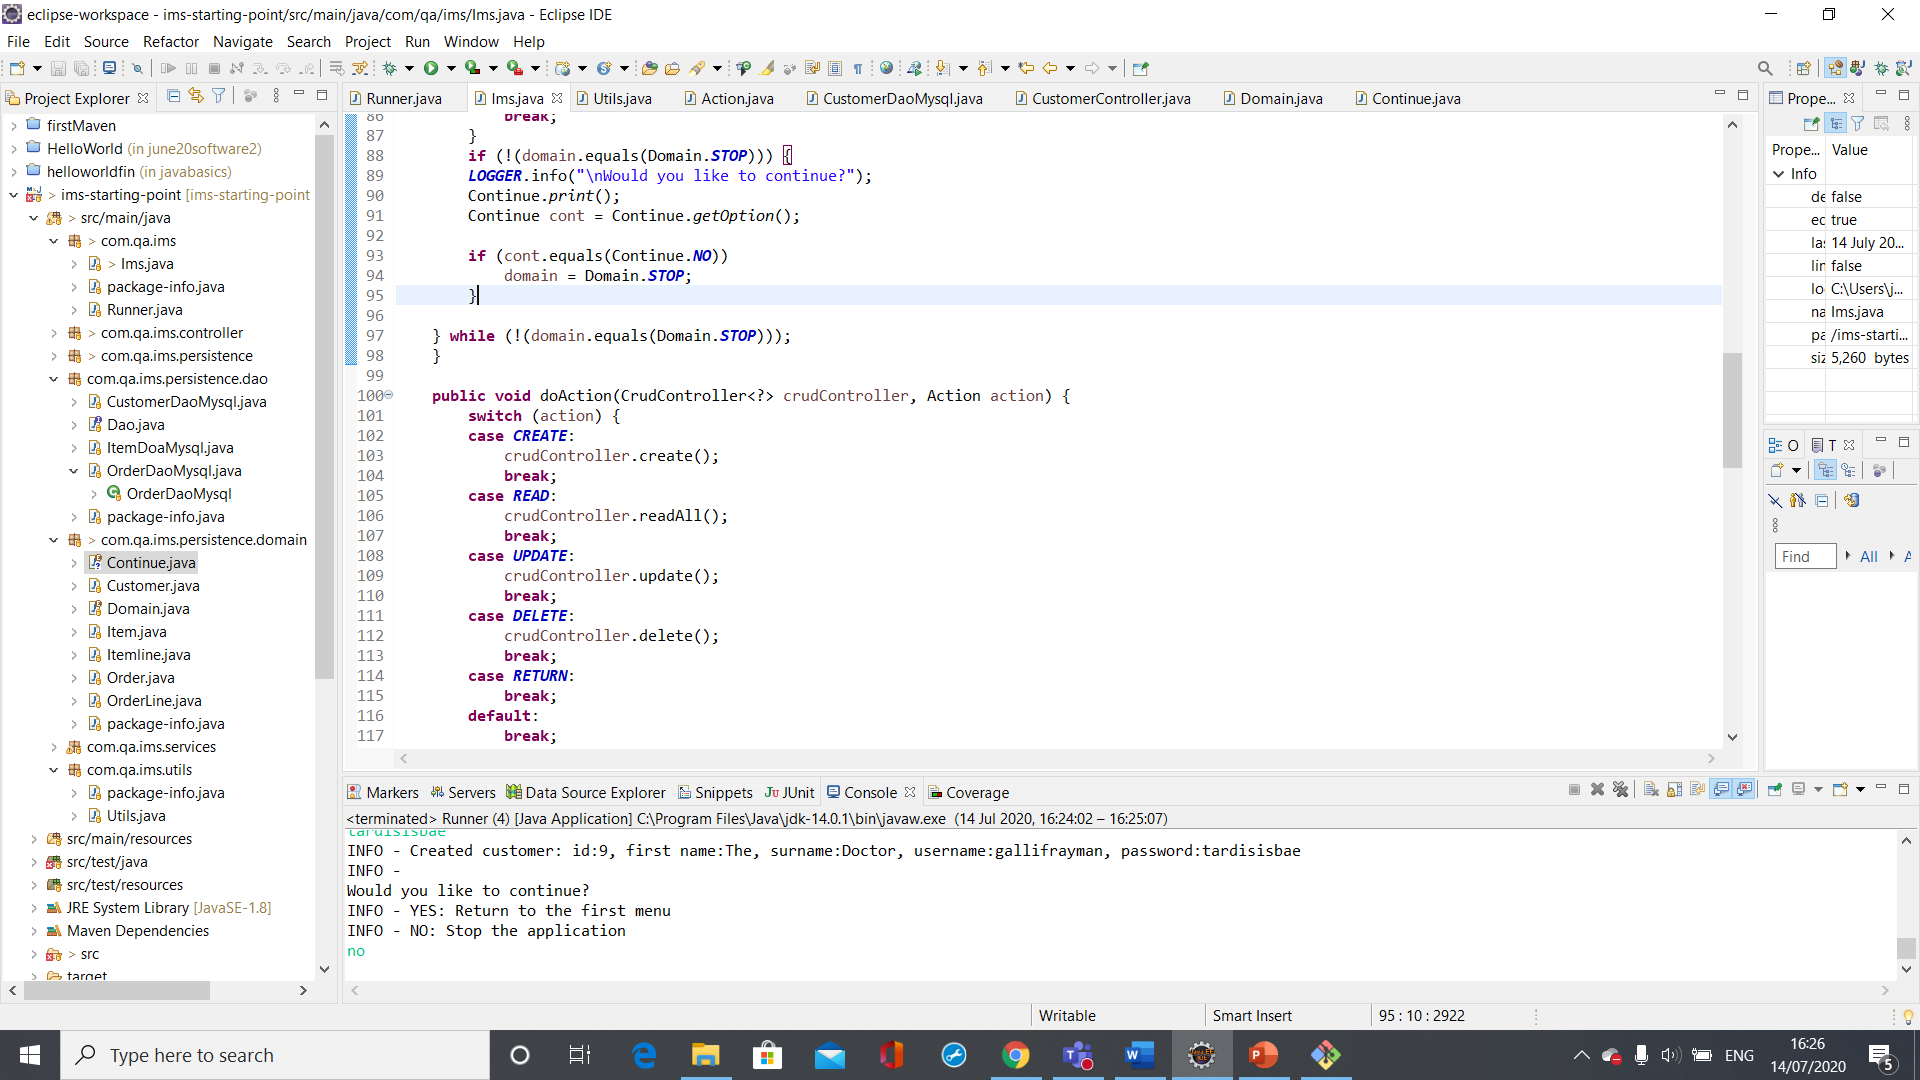 eclipse-workspace - ims-starting-point/src/main/java/com/qa/ims/Ims.java - Eclipse IDE
File Edit Source Refactor Navigate Search Project Run Window Help
Project Explorer
firstMaven
HelloWorld (in june20software2)
helloworldfin (in javabasics)
> ims-starting-point [ims-starting-point
> src/main/java
> com.qa.ims
> Ims.java
package-info.java
Runner.java
> com.qa.ims.controller
> com.qa.ims.persistence
com.qa.ims.persistence.dao
CustomerDaoMysql.java
Dao.java
ItemDoaMysql.java
OrderDaoMysql.java
OrderDaoMysql
package-info.java
> com.qa.ims.persistence.domain
Continue.java
Customer.java
Domain.java
Item.java
Itemline.java
Order.java
OrderLine.java
package-info.java
com.qa.ims.services
com.qa.ims.utils
package-info.java
Utils.java
src/main/resources
src/test/java
src/test/resources
JRE System Library [JavaSE-1.8]
Maven Dependencies
> src
target
Runner.java Ims.java Utils.java Action.java CustomerDaoMysql.java CustomerController.java Domain.java Continue.java
86 break;
87 }
88 if (!(domain.equals(Domain.STOP))) {
89 LOGGER.info("\nWould you like to continue?");
90 Continue.print();
91 Continue cont = Continue.getOption();
92
93 if (cont.equals(Continue.NO))
94 domain = Domain.STOP;
95 }
96
97 } while (!(domain.equals(Domain.STOP)));
98 }
99
100 public void doAction(CrudController<?> crudController, Action action) {
101 switch (action) {
102 case CREATE:
103 crudController.create();
104 break;
105 case READ:
106 crudController.readAll();
107 break;
108 case UPDATE:
109 crudController.update();
110 break;
111 case DELETE:
112 crudController.delete();
113 break;
114 case RETURN:
115 break;
116 default:
117 break;
Prope...
Prope... Value
Info
de false
ec true
las 14 July 20...
lin false
lo C:\Users\j...
na Ims.java
pa /ims-starti...
siz 5,260 bytes
O T
Find All A
Markers Servers Data Source Explorer Snippets JUnit Console Coverage
<terminated> Runner (4) [Java Application] C:\Program Files\Java\jdk-14.0.1\bin\javaw.exe (14 Jul 2020, 16:24:02 – 16:25:07)
tardisisbae
INFO - Created customer: id:9, first name:The, surname:Doctor, username:gallifrayman, password:tardisisbae
INFO -
Would you like to continue?
INFO - YES: Return to the first menu
INFO - NO: Stop the application
no
Writable Smart Insert 95 : 10 : 2922
Type here to search
ENG
16:26
14/07/2020
5